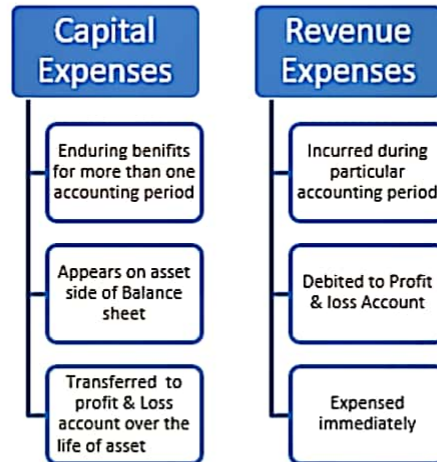 Capital
Expenses
Enduring benifits
for more than one
accounting period
Appears on asset
side of Balance
sheet
Transferred to
profit & Loss
account over the
life of asset
Revenue
Expenses
Incurred during
particular
accounting period
Debited to Profit
& loss Account
Expensed
immediately